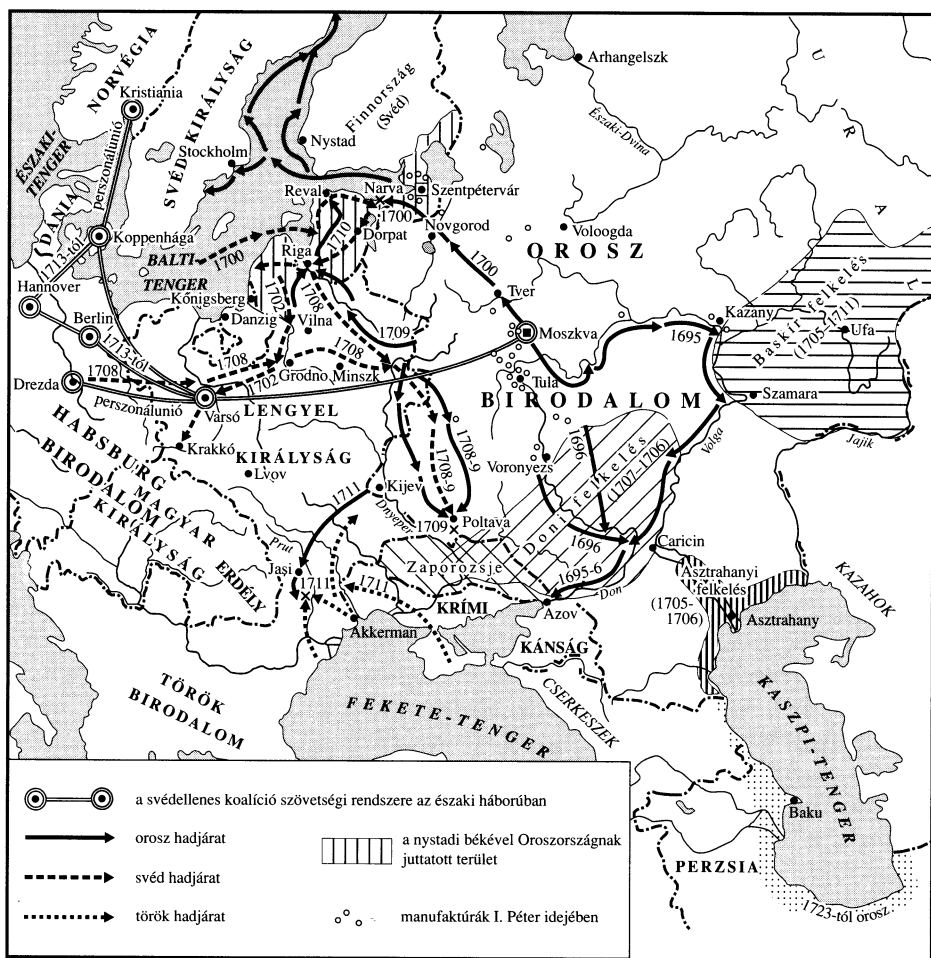 NORVÉGIA
Kristiania
SVÉD KIRÁLYSÁG
ÉSZAKI-
TENGER
DÁNIA
perszonálunió
Stockholm
Nystad
Finnország
(Svéd)
Arhangelszk
Északi-Dvina
URAL
Koppenhága
1713-tól
Hannover
BALTI-
TENGER
1700
Reval
Narva
1700
Szentpétervár
1710
Dorpat
Novgorod
Riga
Voloogda
OROSZ
BIRODALOM
1700
Tver
Berlin
1713-tól
Kőnigsberg
Danzig
1702
1708
Vilna
1709
Moszkva
Kazany
1695
Baskír felkelés
(1705–1711)
Ufa
Drezda
1708
perszonálunió
1708
1702
Varsó
Grodno
1708
Minszk
Tula
Szamara
Jajik
Volga
LENGYEL
KIRÁLYSÁG
Krakkó
Lvov
HABSBURG
BIRODALOM
MAGYAR
KIRÁLYSÁG
ERDÉLY
1708-9
1708-9
Voronyezs
1696
Doni felkelés
(1707–1706)
1711
Kijev
Dnyeper
1709
Poltava
Zaporozsje
1696
1695-6
Don
Caricin
Asztrahanyi
felkelés
(1705-
1706)
Asztrahany
KAZAHOK
Prut
Jasi
1711
1711
Akkerman
KRÍMI
KÁNSÁG
Azov
CSERKESZEK
TÖRÖK
BIRODALOM
FEKETE-TENGER
KASZPI-TENGER
Baku
PERZSIA
1723-tól orosz
a svédellenes koalíció szövetségi rendszere az északi háborúban
orosz hadjárat
svéd hadjárat
török hadjárat
a nystadi békével Oroszországnak
juttatott terület
manufaktúrák I. Péter idejében